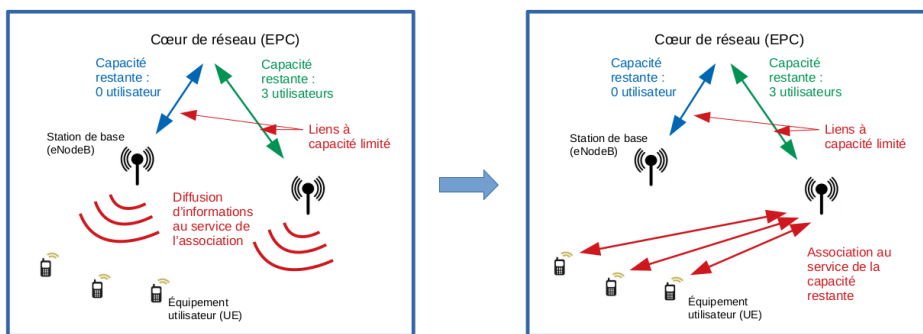 Cœur de réseau (EPC)
Capacité
restante :
0 utilisateur
Capacité
restante :
3 utilisateurs
Station de base
(eNodeB)
Liens à
capacité limité
Diffusion
d'informations
au service de
l'association
Équipement
utilisateur (UE)
Cœur de réseau (EPC)
Capacité
restante :
0 utilisateur
Capacité
restante :
3 utilisateurs
Station de base
(eNodeB)
Liens à
capacité limité
Association au
service de la
capacité
restante
Équipement
utilisateur (UE)